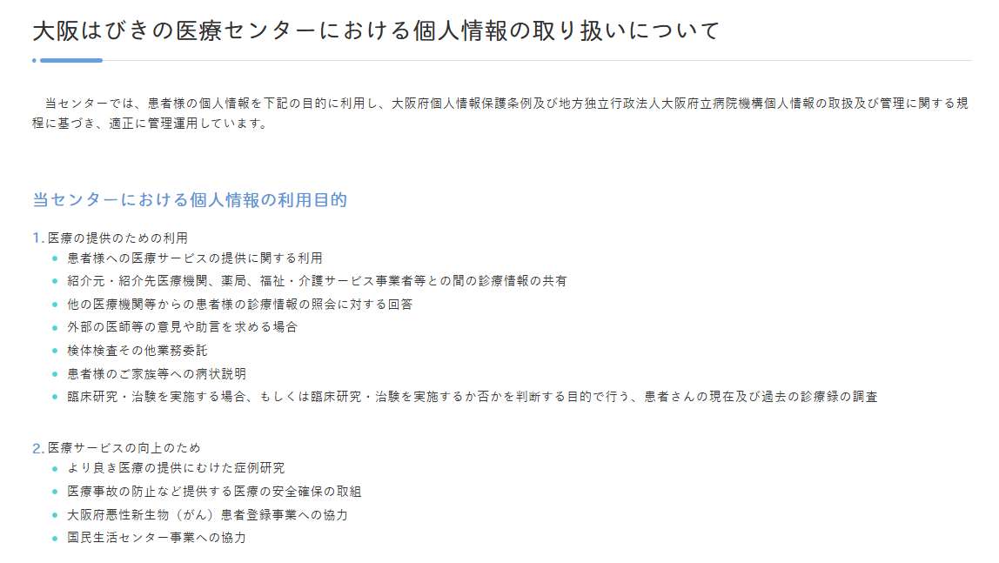 大阪はびきの医療センターにおける個人情報の取り扱いについて
当センターでは、患者様の個人情報を下記の目的に利用し、大阪府個人情報保護条例及び地方独立行政法人大阪府立病院機構個人情報の取扱及び管理に関する規
程に基づき、適正に管理運用しています。
当センターにおける個人情報の利用目的
1. 医療の提供のための利用
患者様への医療サービスの提供に関する利用
紹介元・紹介先医療機関、薬局、福祉・介護サービス事業者等との間の診療情報の共有
他の医療機関等からの患者様の診療情報の照会に対する回答
外部の医師等の意見や助言を求める場合
検体検査その他業務委託
患者様のご家族等への病状説明
臨床研究・治験を実施する場合、もしくは臨床研究・治験を実施するか否かを判断する目的で行う、患者さんの現在及び過去の診療録の調査
2. 医療サービスの向上のため
より良き医療の提供にむけた症例研究
医療事故の防止など提供する医療の安全確保の取組
大阪府悪性新生物（がん）患者登録事業への協力
国民生活センター事業への協力